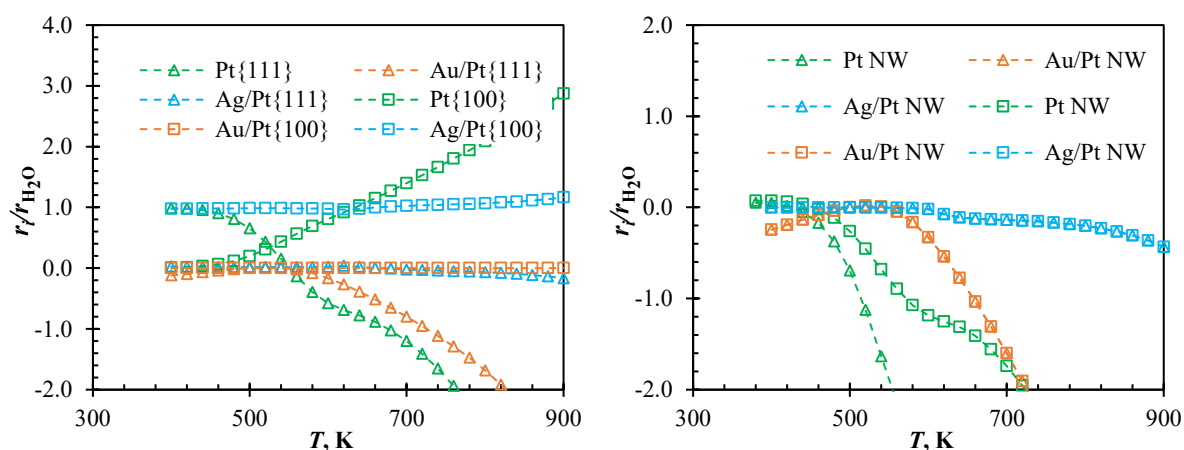 4.0
3.0
2.0
1.0
0.0
-1.0
-2.0
300
500
700
900
rᵢ/r_H₂O
T, K
Pt{111}
Au/Pt{111}
Ag/Pt{111}
Pt{100}
Au/Pt{100}
Ag/Pt{100}
2.0
1.0
0.0
-1.0
-2.0
300
500
700
900
rᵢ/r_H₂O
T, K
Pt NW
Au/Pt NW
Ag/Pt NW
Pt NW
Au/Pt NW
Ag/Pt NW